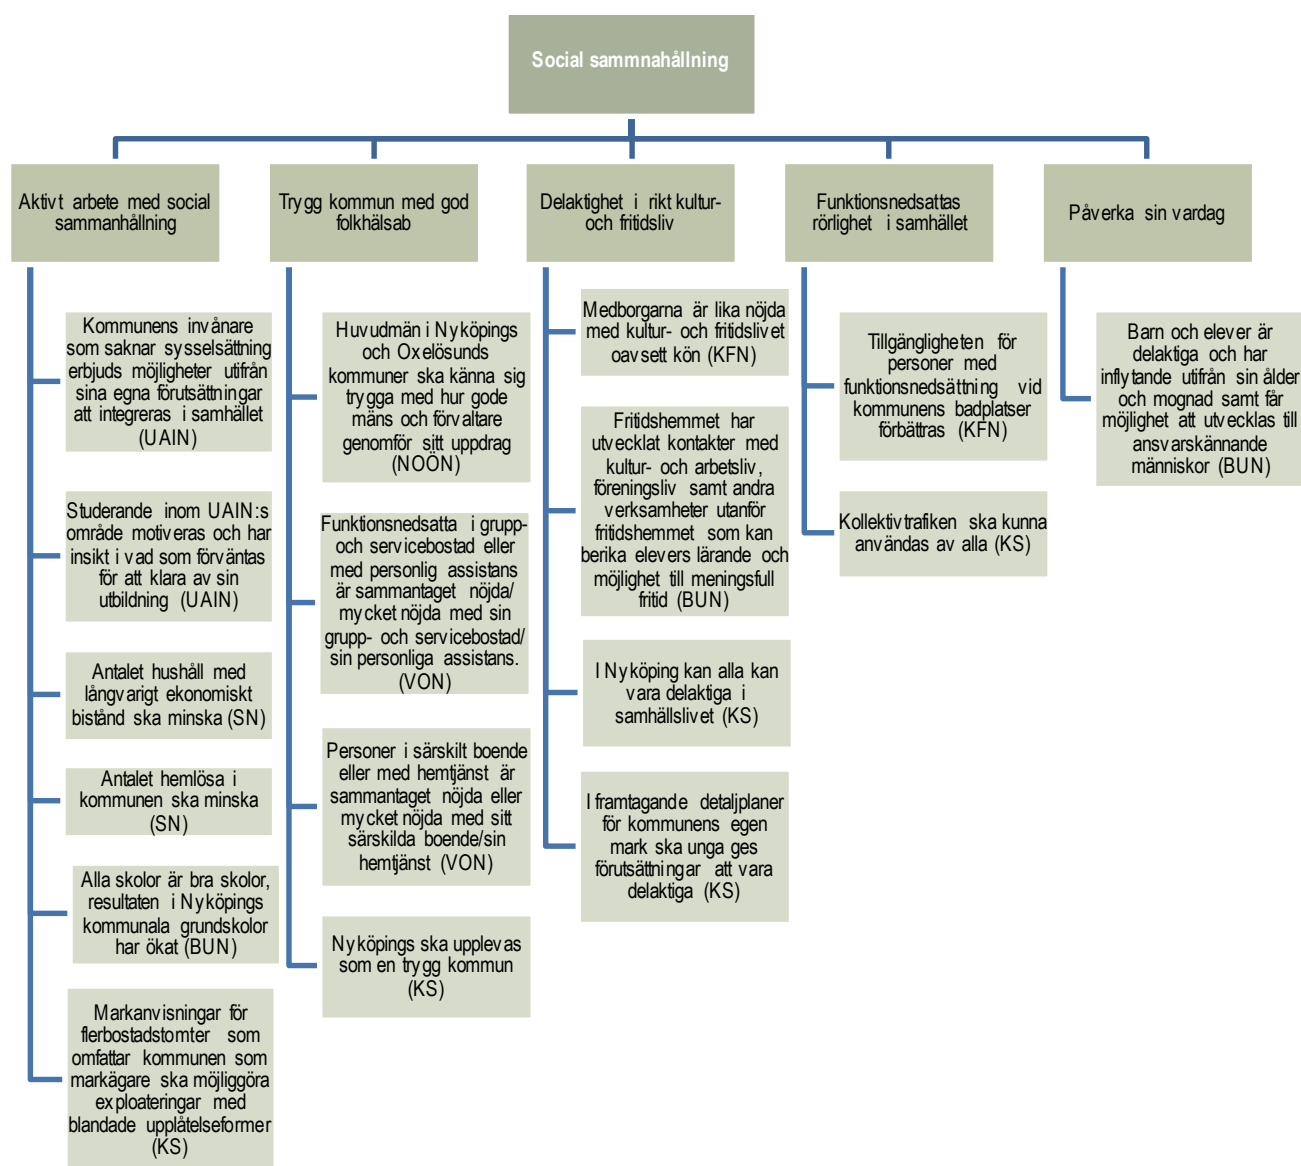 Social sammnahållning
Aktivt arbete med social
sammanhållning
Kommunens invånare
som saknar sysselsättning
erbjuds möjligheter utifrån
sina egna förutsättningar
att integreras i samhället
(UAIN)
Studerande inom UAIN:s
område motiveras och har
insikt i vad som förväntas
för att klara av sin
utbildning (UAIN)
Antalet hushåll med
långvarigt ekonomiskt
bistånd ska minska (SN)
Antalet hemlösa i
kommunen ska minska
(SN)
Alla skolor är bra skolor,
resultaten i Nyköpings
kommunala grundskolor
har ökat (BUN)
Markanvisningar för
flerbostadstomter som
omfattar kommunen som
markägare ska möjliggöra
exploateringar med
blandade upplåtelseformer
(KS)
Trygg kommun med god
folkhälsab
Huvudmän i Nyköpings
och Oxelösunds
kommuner ska känna sig
trygga med hur gode
mäns och förvaltare
genomför sitt uppdrag
(NOÖN)
Funktionsnedsatta i grupp-
och servicebostad eller
med personlig assistans
är sammantaget nöjda/
mycket nöjda med sin
grupp- och servicebostad/
sin personliga assistans.
(VON)
Personer i särskilt boende
eller med hemtjänst är
sammantaget nöjda eller
mycket nöjda med sitt
särskilda boende/sin
hemtjänst (VON)
Nyköpings ska upplevas
som en trygg kommun
(KS)
Delaktighet i rikt kultur-
och fritidsliv
Medborgarna är lika nöjda
med kultur- och fritidslivet
oavsett kön (KFN)
Fritidshemmet har
utvecklat kontakter med
kultur- och arbetsliv,
föreningsliv samt andra
verksamheter utanför
fritidshemmet som kan
berika elevers lärande och
möjlighet till meningsfull
fritid (BUN)
I Nyköping kan alla kan
vara delaktiga i
samhällslivet (KS)
I framtagande detaljplaner
för kommunens egen
mark ska unga ges
förutsättningar att vara
delaktiga (KS)
Funktionsnedsattas
rörlighet i samhället
Tillgängligheten för
personer med
funktionsnedsättning vid
kommunens badplatser
förbättras (KFN)
Kollektivtrafiken ska kunna
användas av alla (KS)
Påverka sin vardag
Barn och elever är
delaktiga och har
inflytande utifrån sin ålder
och mognad samt får
möjlighet att utvecklas till
ansvarskännande
människor (BUN)